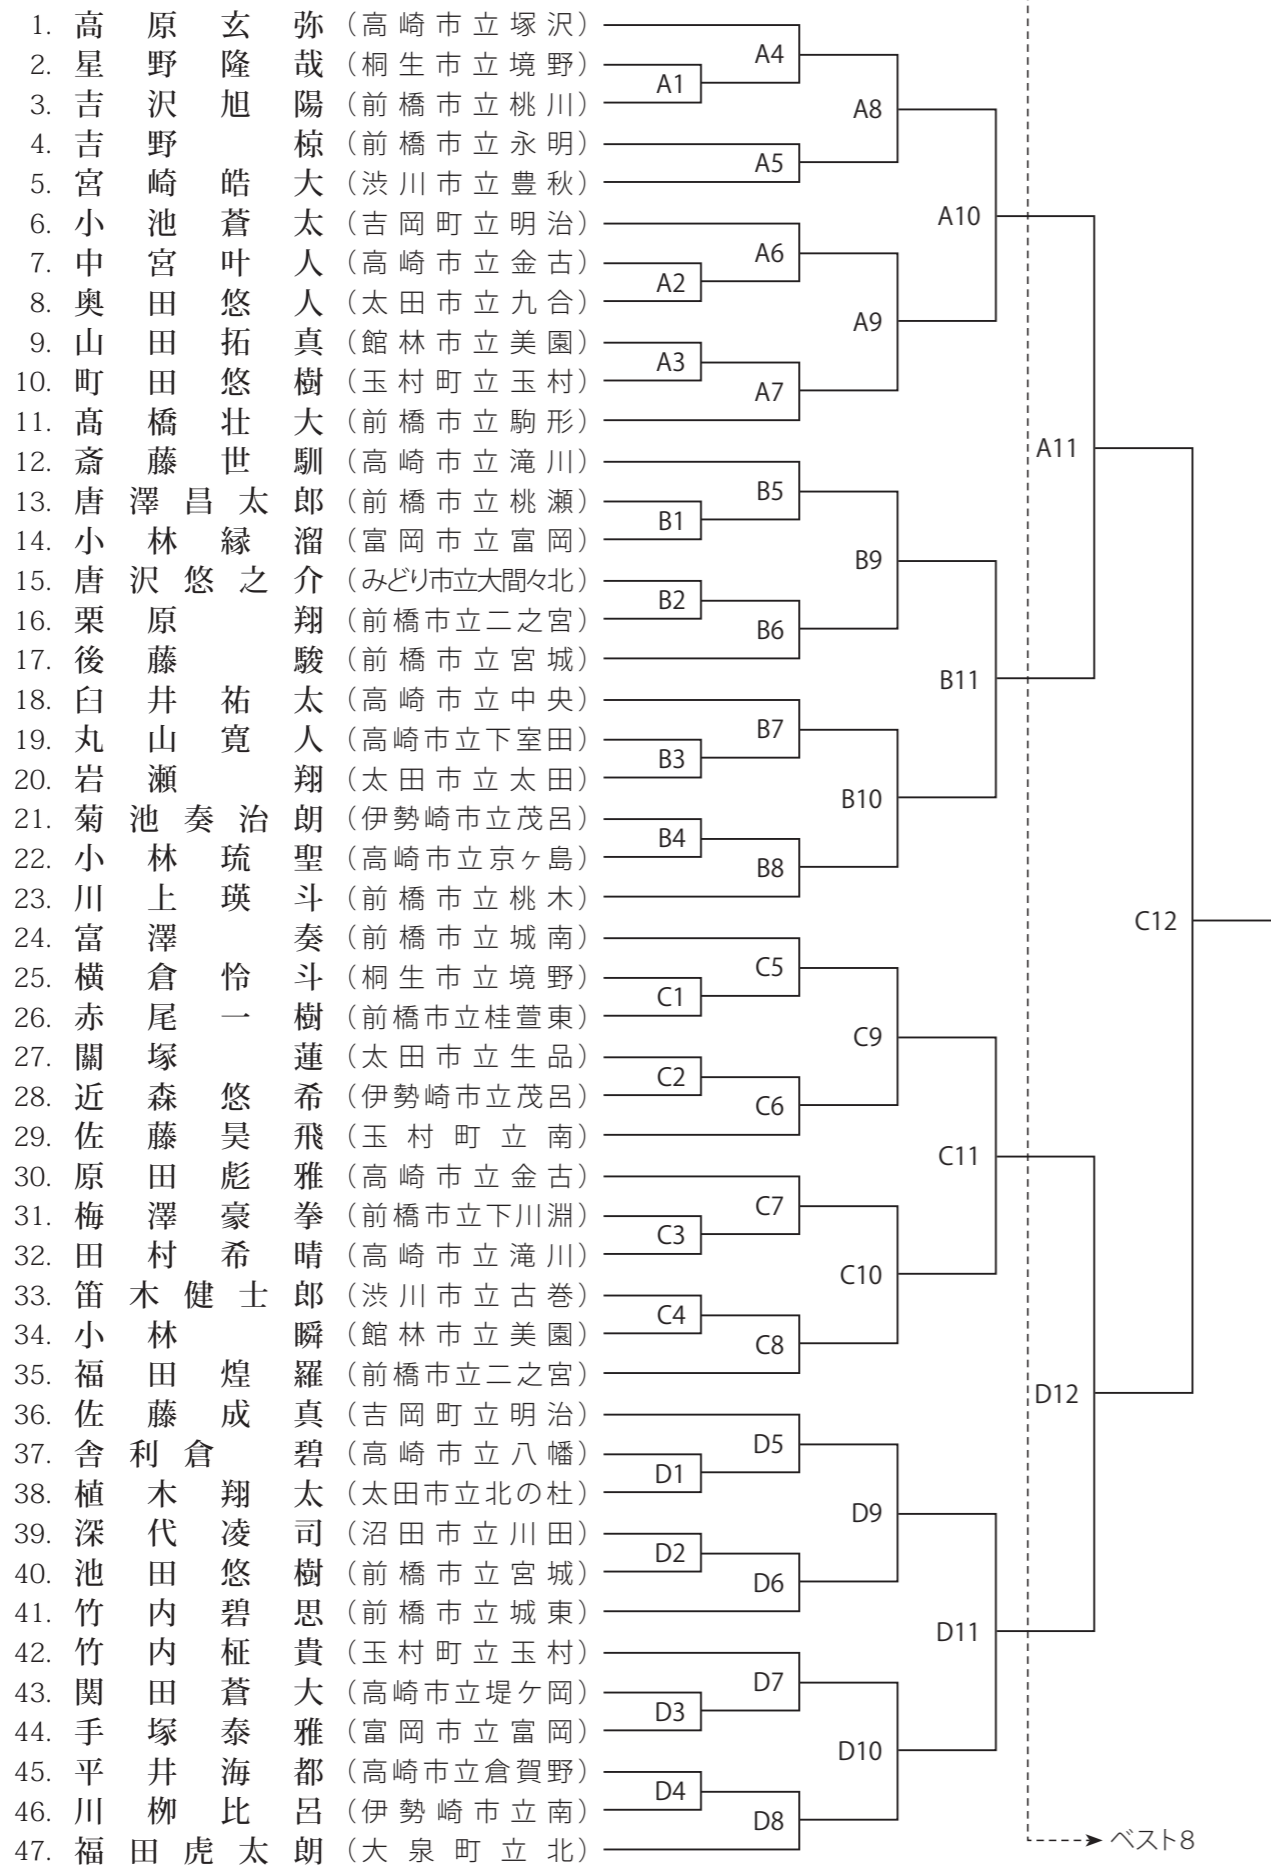 1. 高原玄弥（高崎市立塚沢）
2. 星野隆哉（桐生市立境野）
3. 吉沢旭陽（前橋市立桃川）
4. 吉野椋（前橋市立永明）
5. 宮崎皓大（渋川市立豊秋）
6. 小池蒼太（吉岡町立明治）
7. 中宮叶人（高崎市立金古）
8. 奥田悠人（太田市立九合）
9. 山田拓真（館林市立美園）
10. 町田悠樹（玉村町立玉村）
11. 髙橋壮大（前橋市立駒形）
12. 斎藤世馴（高崎市立滝川）
13. 唐澤昌太郎（前橋市立桃瀬）
14. 小林縁溜（富岡市立富岡）
15. 唐沢悠之介（みどり市立大間々北）
16. 栗原翔（前橋市立二之宮）
17. 後藤駿（前橋市立宮城）
18. 臼井祐太（高崎市立中央）
19. 丸山寛人（高崎市立下室田）
20. 岩瀬翔（太田市立太田）
21. 菊池奏治朗（伊勢崎市立茂呂）
22. 小林琉聖（高崎市立京ヶ島）
23. 川上瑛斗（前橋市立桃木）
24. 富澤奏（前橋市立城南）
25. 横倉怜斗（桐生市立境野）
26. 赤尾一樹（前橋市立桂萱東）
27. 關塚蓮（太田市立生品）
28. 近森悠希（伊勢崎市立茂呂）
29. 佐藤昊飛（玉村町立南）
30. 原田彪雅（高崎市立金古）
31. 梅澤豪拳（前橋市立下川淵）
32. 田村希晴（高崎市立滝川）
33. 笛木健士郎（渋川市立古巻）
34. 小林瞬（館林市立美園）
35. 福田煌羅（前橋市立二之宮）
36. 佐藤成真（吉岡町立明治）
37. 舎利倉碧（高崎市立八幡）
38. 植木翔太（太田市立北の杜）
39. 深代凌司（沼田市立川田）
40. 池田悠樹（前橋市立宮城）
41. 竹内碧思（前橋市立城東）
42. 竹内柾貴（玉村町立玉村）
43. 関田蒼大（高崎市立堤ケ岡）
44. 手塚泰雅（富岡市立富岡）
45. 平井海都（高崎市立倉賀野）
46. 川栁比呂（伊勢崎市立南）
47. 福田虎太朗（大泉町立北）
A1
A2
A3
B1
B2
B3
B4
C1
C2
C3
C4
D1
D2
D3
D4
A4
A5
A6
A7
B5
B6
B7
B8
C5
C6
C7
C8
D5
D6
D7
D8
A8
A9
B9
B10
C9
C10
D9
D10
A10
B11
C11
D11
A11
D12
C12
ベスト8